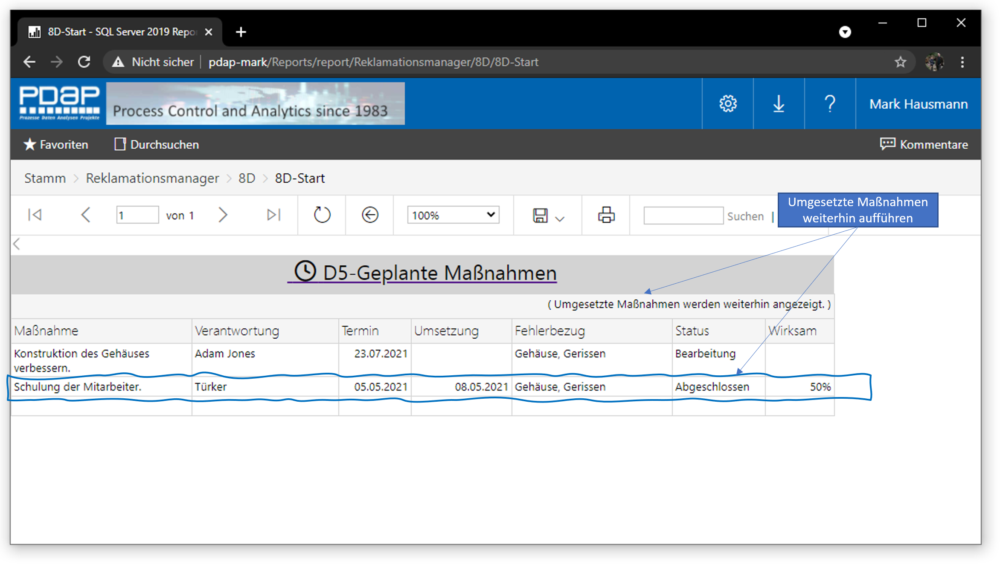 8D-Start - SQL Server 2019 Repo
Nicht sicher | pdap-mark/Reports/report/Reklamationsmanager/8D/8D-Start
PDAP
Prozesse Daten Analysen Projekte
Process Control and Analytics since 1983
? Mark Hausmann
Favoriten Durchsuchen Kommentare
Stamm > Reklamationsmanager > 8D > 8D-Start
1 von 1 100% Suchen |
Umgesetzte Maßnahmen
weiterhin aufführen
D5-Geplante Maßnahmen
( Umgesetzte Maßnahmen werden weiterhin angezeigt. )
Maßnahme Verantwortung Termin Umsetzung Fehlerbezug Status Wirksam
Konstruktion des Gehäuses Adam Jones 23.07.2021 Gehäuse, Gerissen Bearbeitung
verbessern.
Schulung der Mitarbeiter. Türker 05.05.2021 08.05.2021 Gehäuse, Gerissen Abgeschlossen 50%